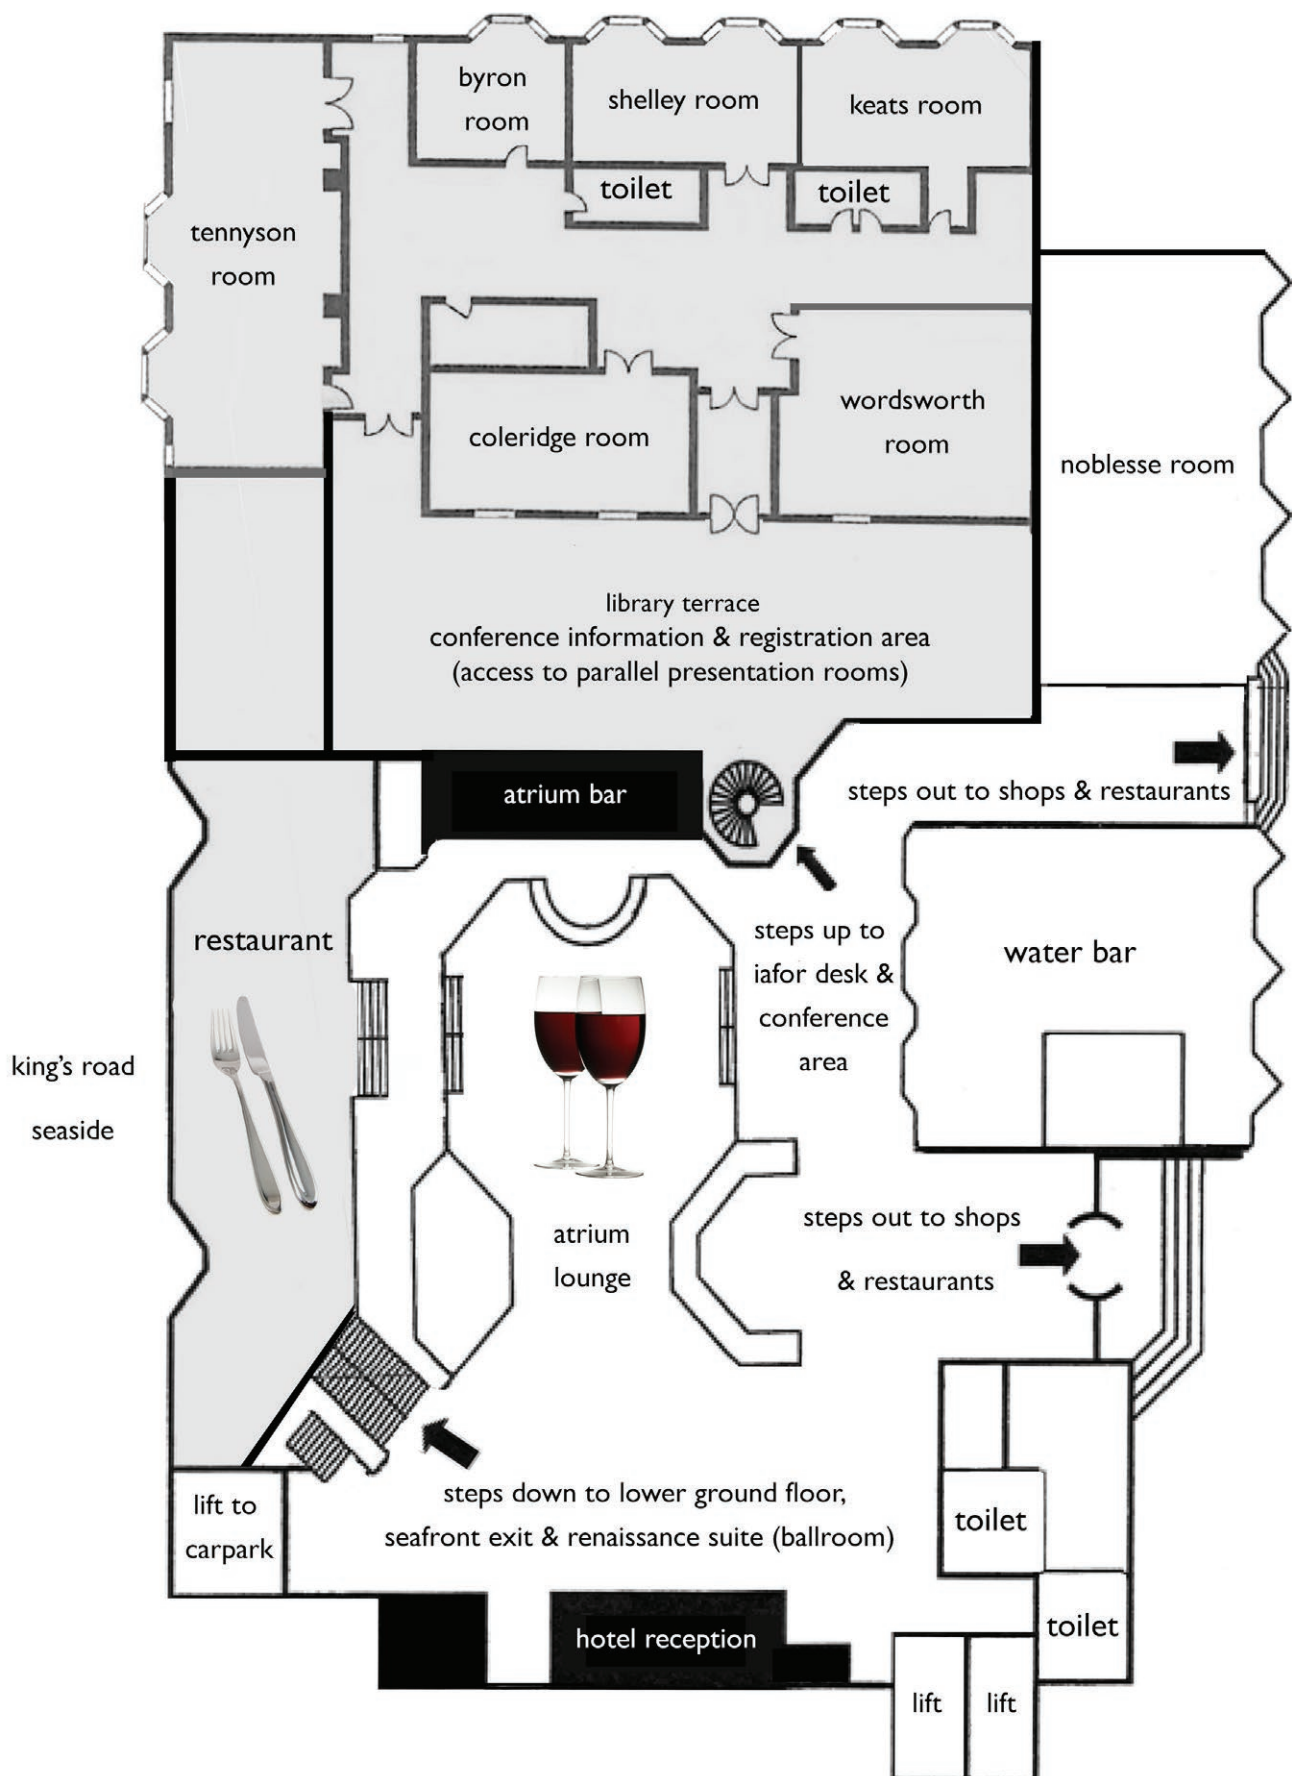 byron
room
shelley room
keats room
toilet
toilet
tennyson
room
wordsworth
room
coleridge room
noblesse room
library terrace
conference information & registration area
(access to parallel presentation rooms)
atrium bar
steps out to shops & restaurants
restaurant
steps up to
iafor desk &
conference
area
water bar
king's road
seaside
atrium
lounge
steps out to shops
& restaurants
lift to
carpark
steps down to lower ground floor,
seafront exit & renaissance suite (ballroom)
toilet
toilet
hotel reception
lift
lift